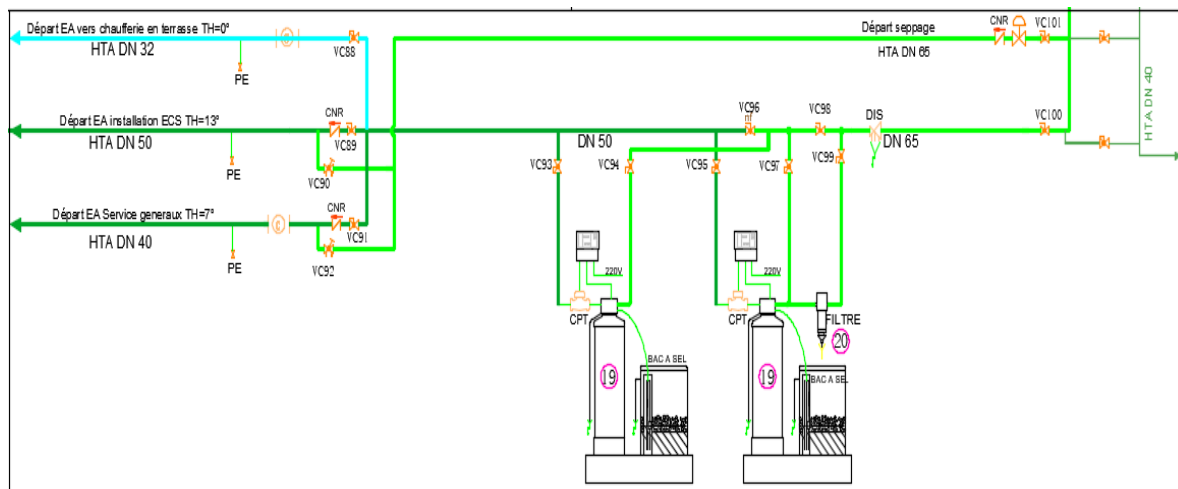 Départ EA vers chaufferie en terrasse TH=0°
HTA DN 32
PE
VC88
Départ seppage
HTA DN 65
CNR
VC101
HTA DN 40
Départ EA installation ECS TH=13°
HTA DN 50
PE
CNR
VC89
VC90
DN 50
VC93
VC94
VC95
VC96
VC97
VC98
VC99
DIS
DN 65
VC100
Départ EA Service generaux TH=7°
HTA DN 40
PE
CNR
VC91
VC92
220V
CPT
19
BAC A SEL
220V
CPT
19
BAC A SEL
FILTRE
20